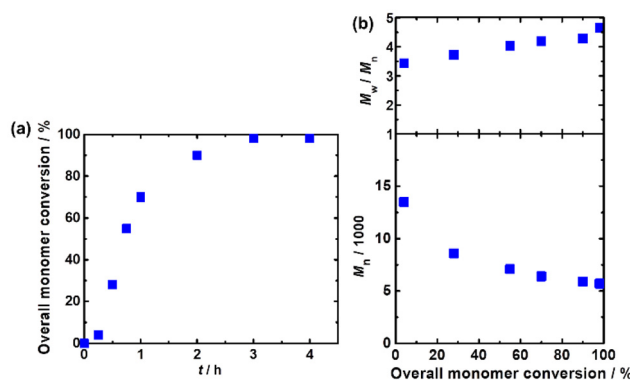 (a)
Overall monomer conversion / %
100
80
60
40
20
0
0 1 2 3 4
t / h
(b)
Mw / Mn
5
4
3
2
1
Mn / 1000
15
10
5
0
0 20 40 60 80 100
Overall monomer conversion / %